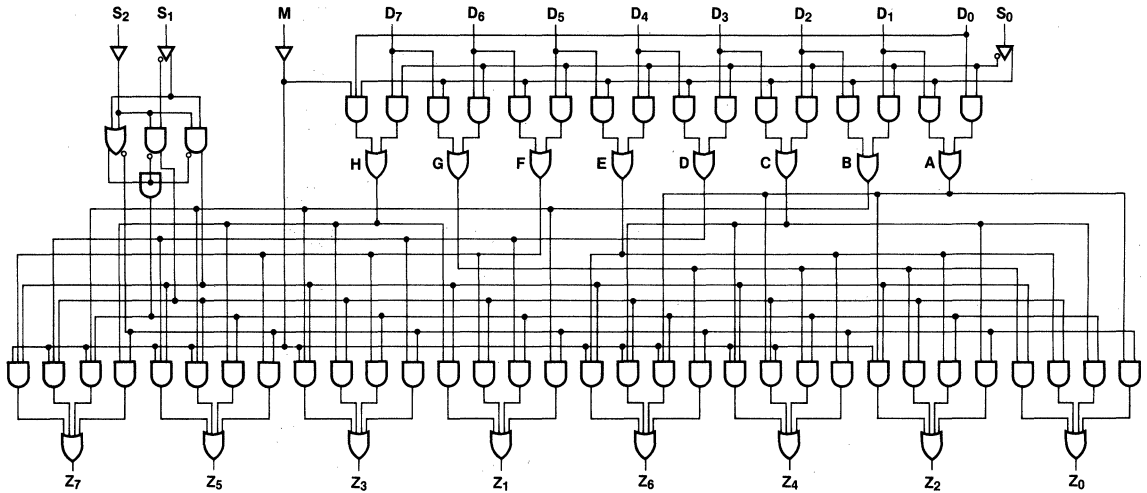 S2 S1 M D7 D6 D5 D4 D3 D2 D1 D0 S0
H G F E D C B A
Z7 Z5 Z3 Z1 Z6 Z4 Z2 Z0